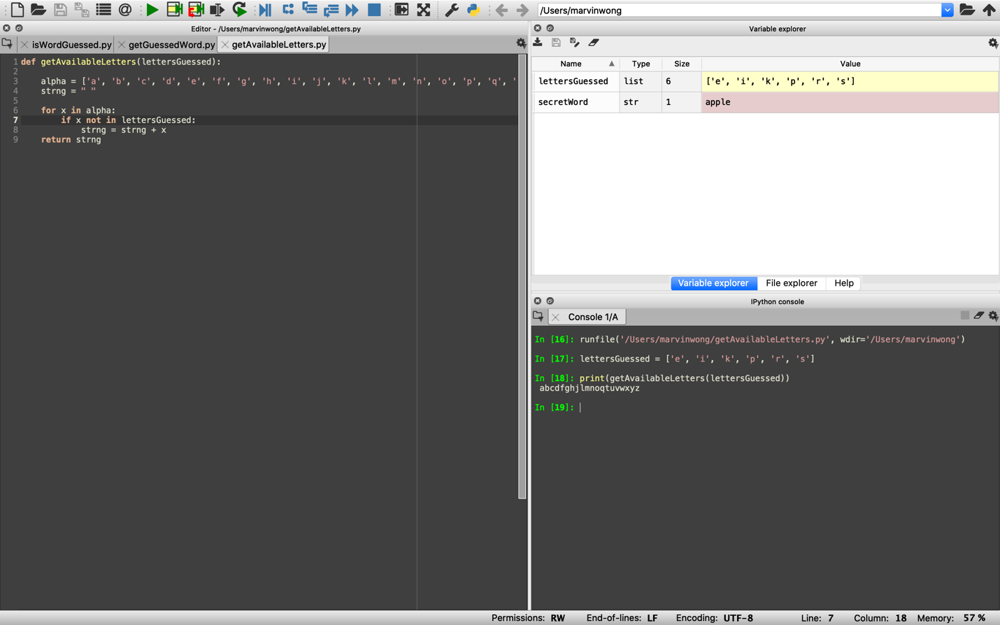 /Users/marvinwong
Editor - /Users/marvinwong/getAvailableLetters.py
isWordGuessed.py
getGuessedWord.py
getAvailableLetters.py
1 def getAvailableLetters(lettersGuessed):
2
3 alpha = ['a', 'b', 'c', 'd', 'e', 'f', 'g', 'h', 'i', 'j', 'k', 'l', 'm', 'n', 'o', 'p', 'q', '
4 strng = " "
5
6 for x in alpha:
7 if x not in lettersGuessed:
8 strng = strng + x
9 return strng
Variable explorer
Name Type Size Value
lettersGuessed list 6 ['e', 'i', 'k', 'p', 'r', 's']
secretWord str 1 apple
Variable explorer File explorer Help
IPython console
Console 1/A
In [16]: runfile('/Users/marvinwong/getAvailableLetters.py', wdir='/Users/marvinwong')
In [17]: lettersGuessed = ['e', 'i', 'k', 'p', 'r', 's']
In [18]: print(getAvailableLetters(lettersGuessed))
abcdfghjlmnoqtuvwxyz
In [19]:
Permissions: RW End-of-lines: LF Encoding: UTF-8 Line: 7 Column: 18 Memory: 57 %